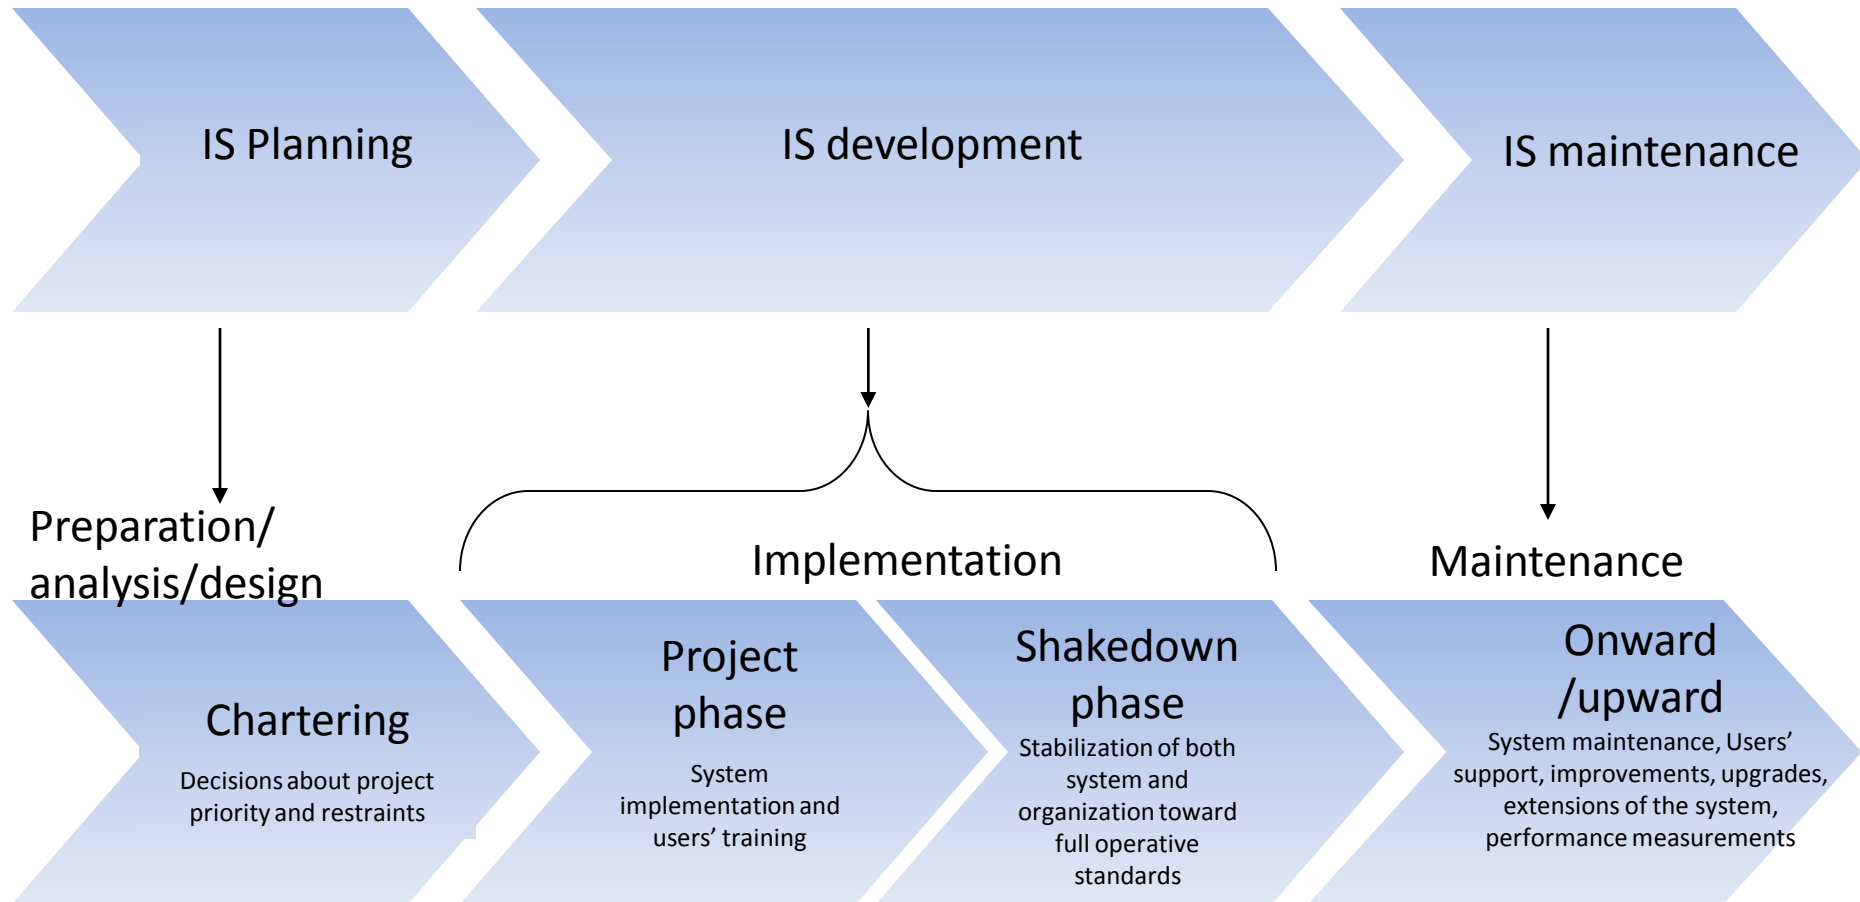 IS Planning
IS development
IS maintenance
Preparation/
analysis/design
Implementation
Maintenance
Chartering
Decisions about project
priority and restraints
Project
phase
System
implementation and
users’ training
Shakedown
phase
Stabilization of both
system and
organization toward
full operative
standards
Onward
/upward
System maintenance, Users’
support, improvements, upgrades,
extensions of the system,
performance measurements